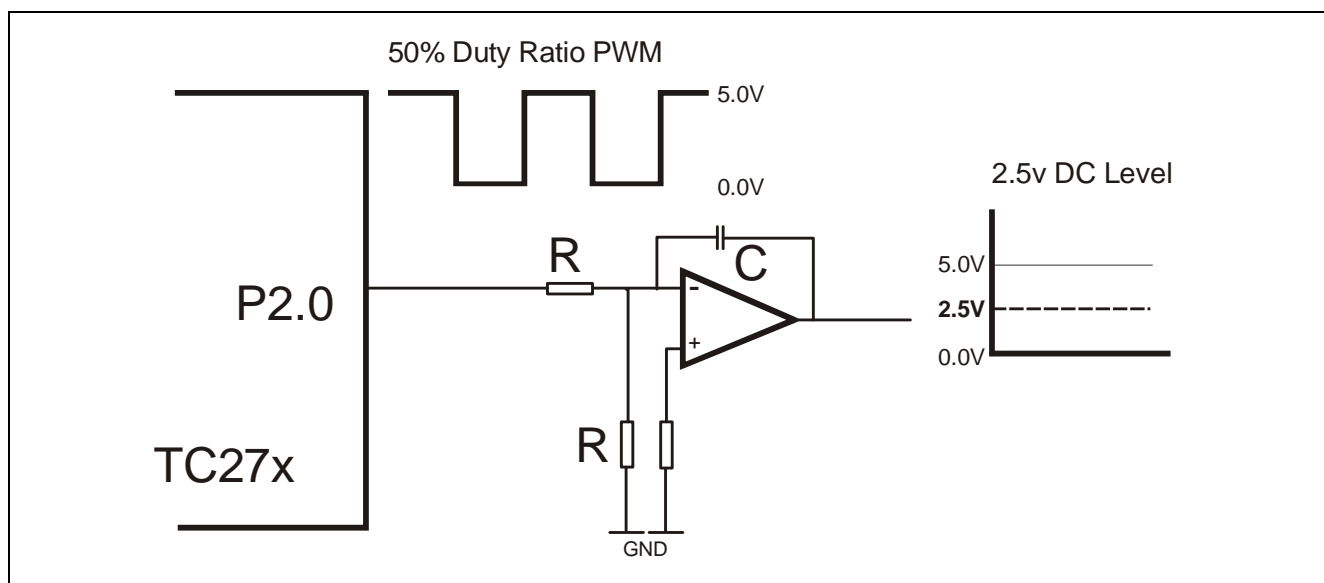 50% Duty Ratio PWM
5.0V
0.0V
2.5v DC Level
R
C
5.0V
P2.0
2.5V
-
+
0.0V
R
TC27x
GND